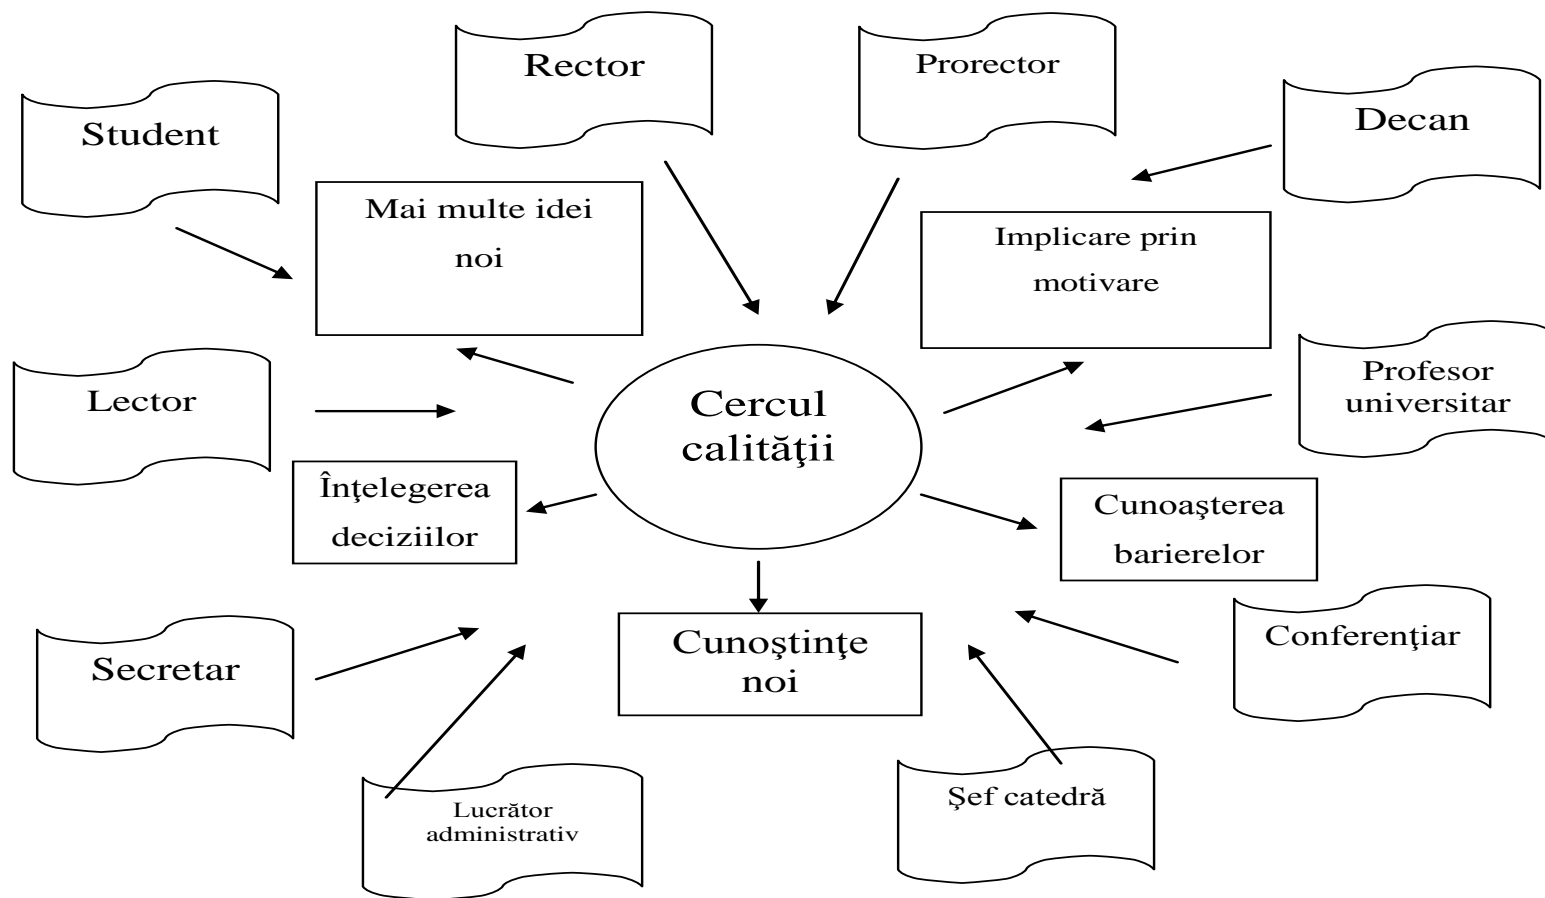 Rector
Prorector
Student
Decan
Mai multe idei
noi
Implicare prin
motivare
Lector
Cercul
calităţii
Profesor
universitar
Înţelegerea
deciziilor
Cunoaşterea
barierelor
Secretar
Cunoştinţe
noi
Conferenţiar
Lucrător
administrativ
Şef catedră